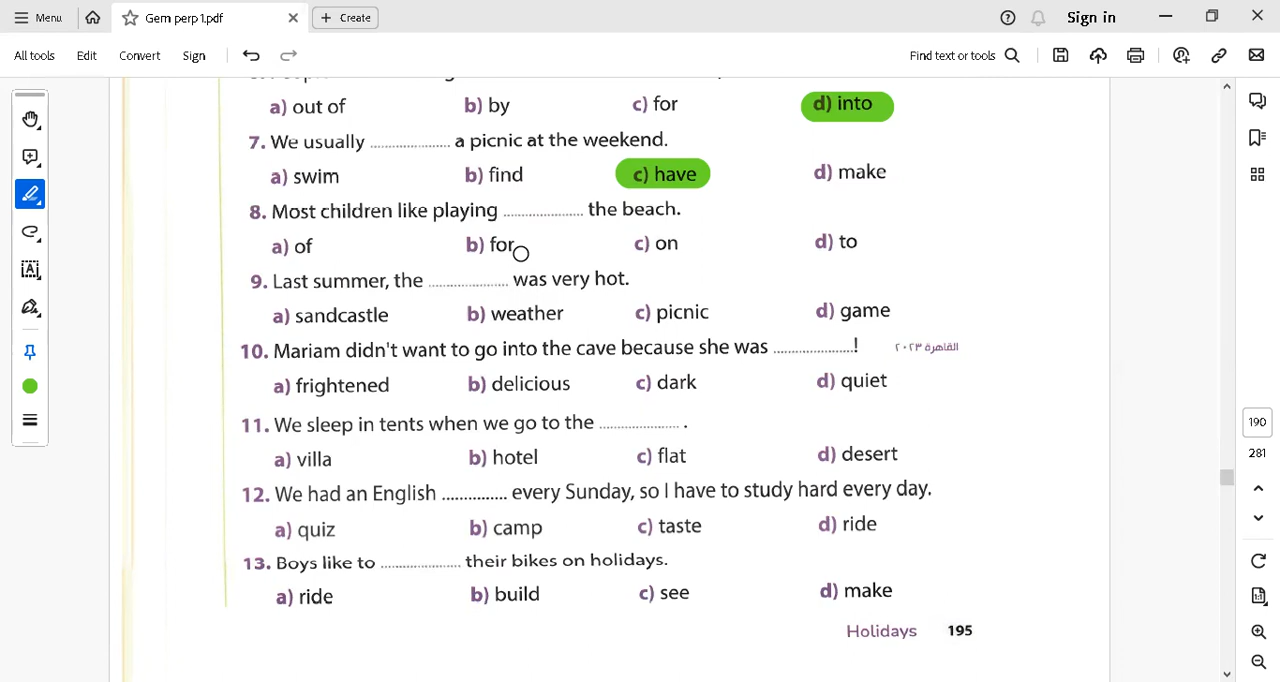 Menu
Gem perp 1.pdf
Create
Sign in
All tools
Edit
Convert
Sign
Find text or tools
a) out of b) by c) for d) into
7. We usually .................... a picnic at the weekend.
a) swim b) find c) have d) make
8. Most children like playing .................... the beach.
a) of b) for c) on d) to
9. Last summer, the .................... was very hot.
a) sandcastle b) weather c) picnic d) game
10. Mariam didn't want to go into the cave because she was ....................! القاهرة ٢٠٢٣
a) frightened b) delicious c) dark d) quiet
11. We sleep in tents when we go to the .................... .
a) villa b) hotel c) flat d) desert
12. We had an English .............. every Sunday, so I have to study hard every day.
a) quiz b) camp c) taste d) ride
13. Boys like to .................... their bikes on holidays.
a) ride b) build c) see d) make
Holidays 195
190
281